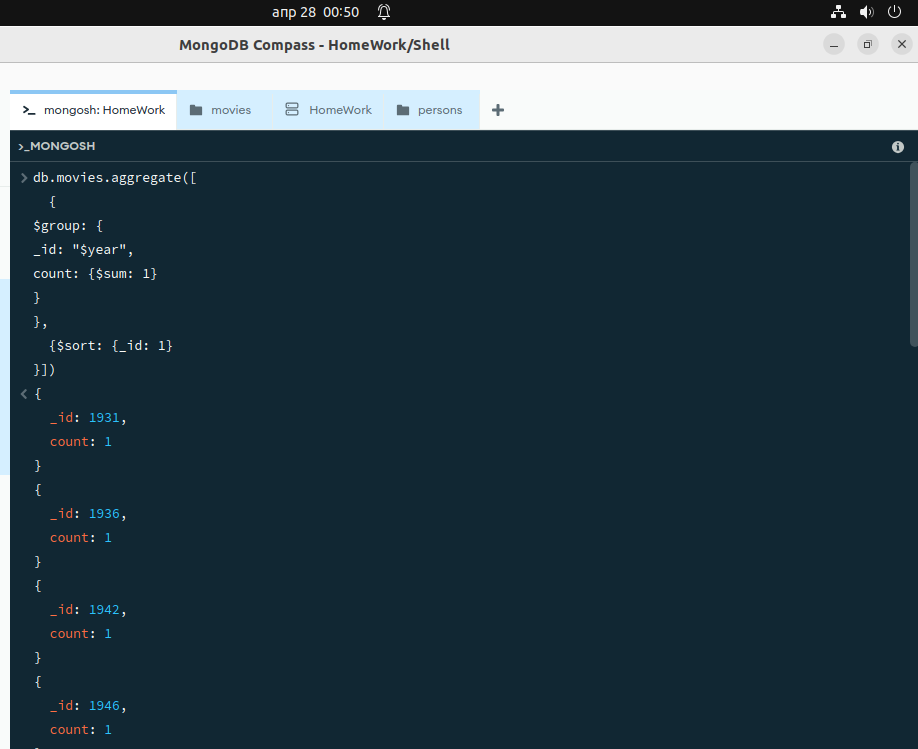 апр 28 00:50
MongoDB Compass - HomeWork/Shell
>_ mongosh: HomeWork movies HomeWork persons +
>_MONGOSH
> db.movies.aggregate([
{
$group: {
_id: "$year",
count: {$sum: 1}
}
},
{$sort: {_id: 1}
}])
< {
_id: 1931,
count: 1
}
{
_id: 1936,
count: 1
}
{
_id: 1942,
count: 1
}
{
_id: 1946,
count: 1